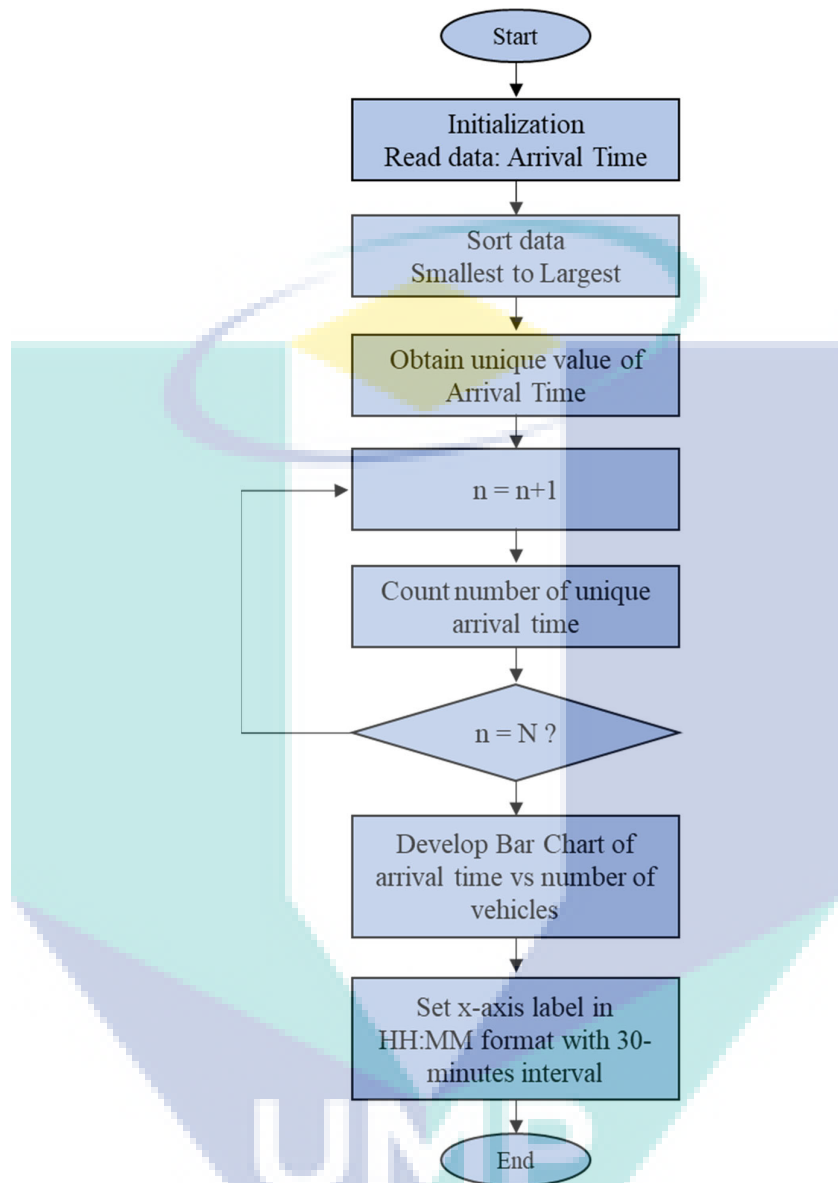 Start
Initialization
Read data: Arrival Time
Sort data
Smallest to Largest
Obtain unique value of
Arrival Time
n = n+1
Count number of unique
arrival time
n = N ?
Develop Bar Chart of
arrival time vs number of
vehicles
Set x-axis label in
HH:MM format with 30-
minutes interval
UMP
End